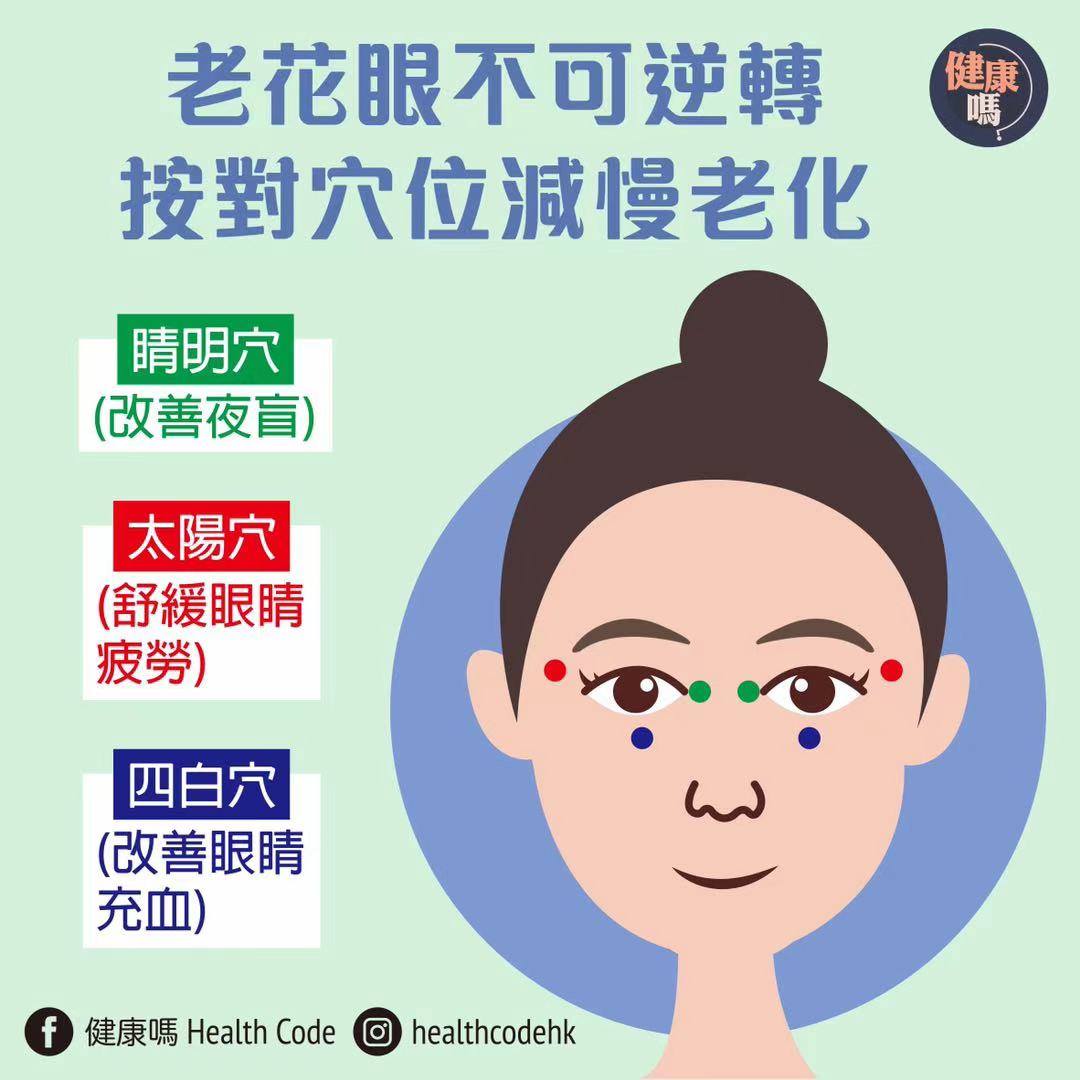 老花眼不可逆轉
按對穴位減慢老化
健康
嗎?
睛明穴
(改善夜盲)
太陽穴
(舒緩眼睛
疲勞)
四白穴
(改善眼睛
充血)
健康嗎 Health Code
healthcodehk